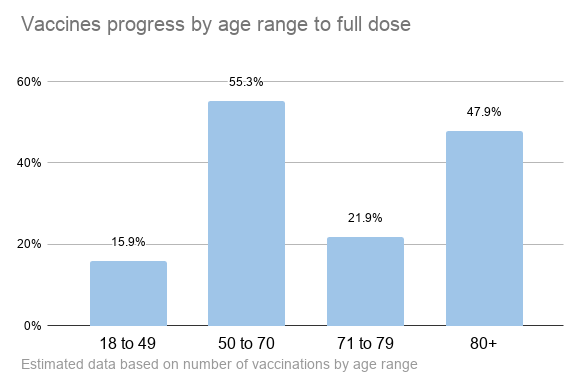 Vaccines progress by age range to full dose
60%
55.3%
47.9%
40%
21.9%
20%
15.9%
0%
18 to 49
50 to 70
71 to 79
80+
Estimated data based on number of vaccinations by age range